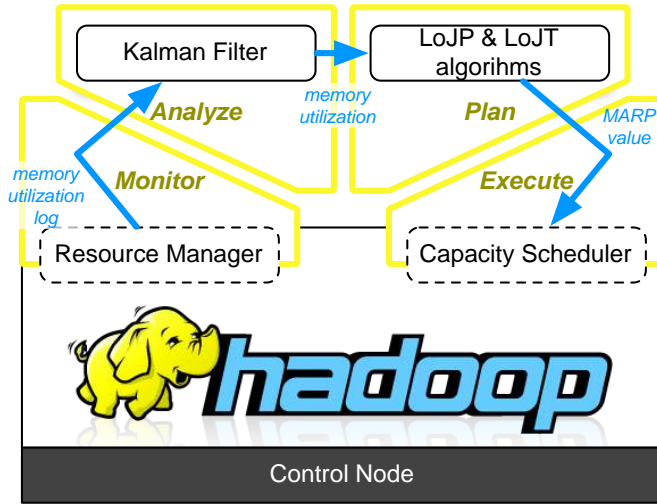 Kalman Filter
LoJP & LoJT
algorihms
memory
utilization
Analyze
Plan
MARP
value
memory
utilization
log
Monitor
Execute
Resource Manager
Capacity Scheduler
hadoop
Control Node